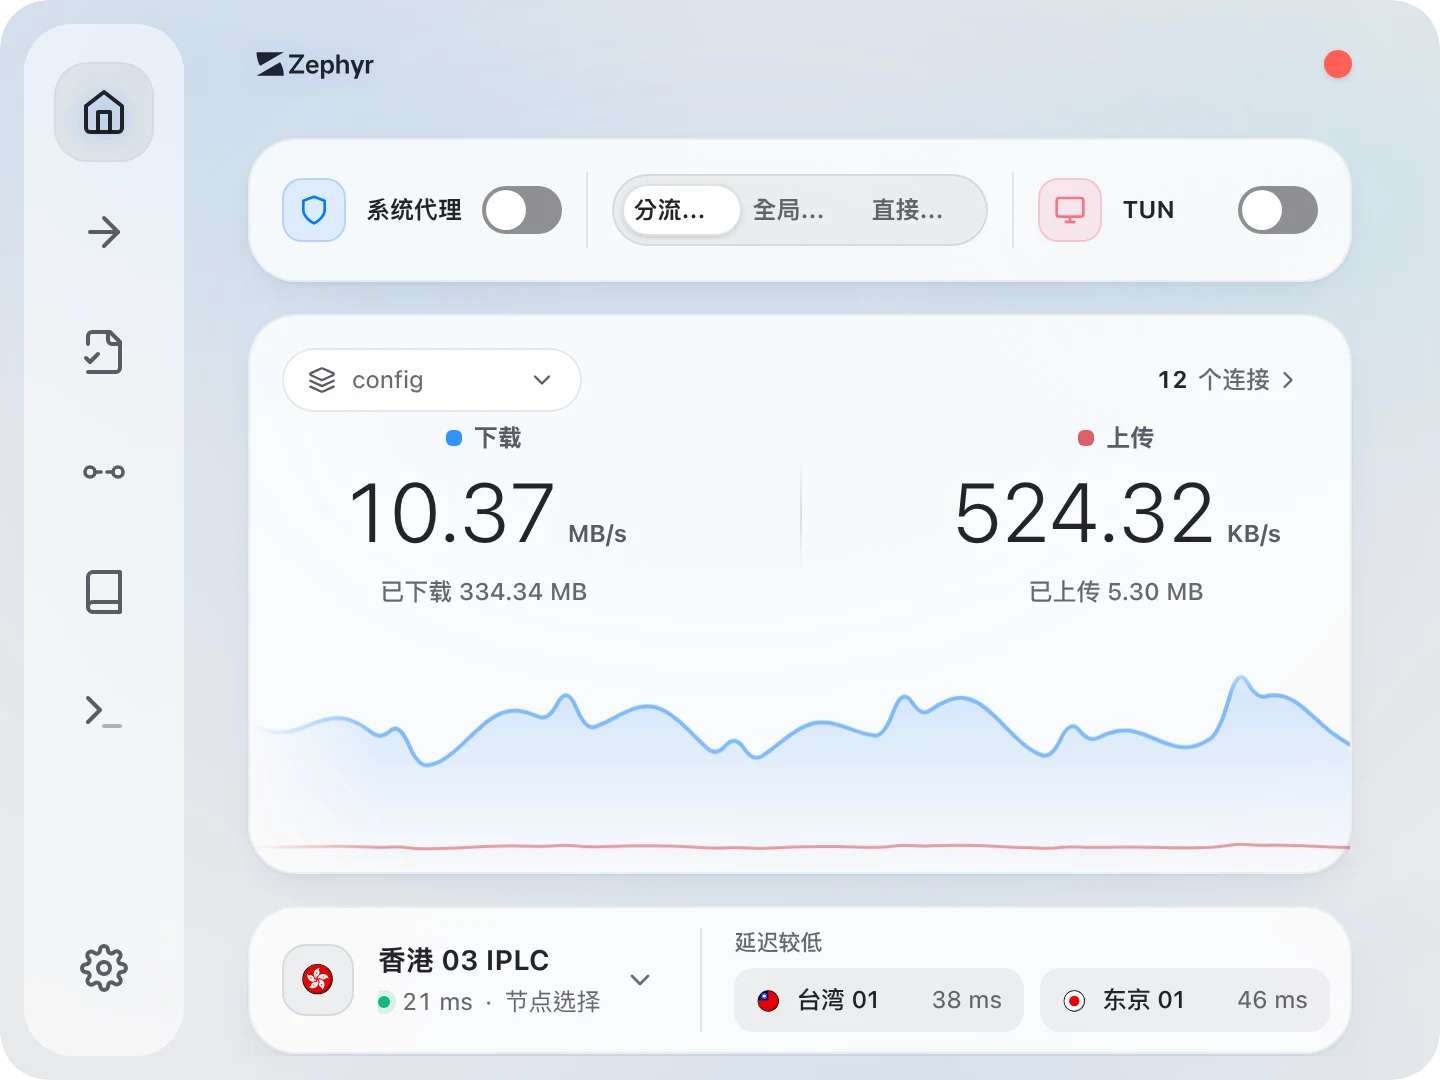 Zephyr
系统代理
分流...
全局...
直接...
TUN
config
12 个连接
下载
10.37 MB/s
已下载 334.34 MB
上传
524.32 KB/s
已上传 5.30 MB
香港 03 IPLC
21 ms · 节点选择
延迟较低
台湾 01 38 ms
东京 01 46 ms